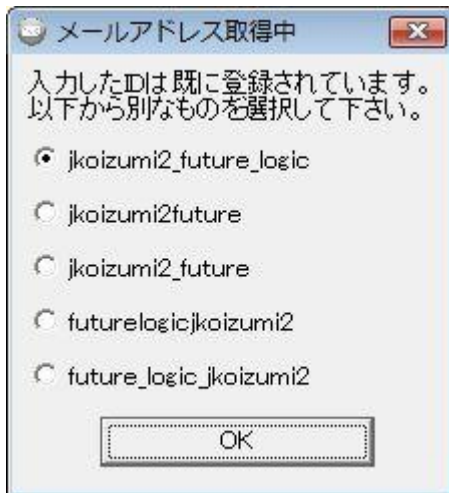 メールアドレス取得中
入力したIDは既に登録されています。
以下から別なものを選択して下さい。
jkoizumi2_future_logic
jkoizumi2future
jkoizumi2_future
futurelogicjkoizumi2
future_logic_jkoizumi2
OK